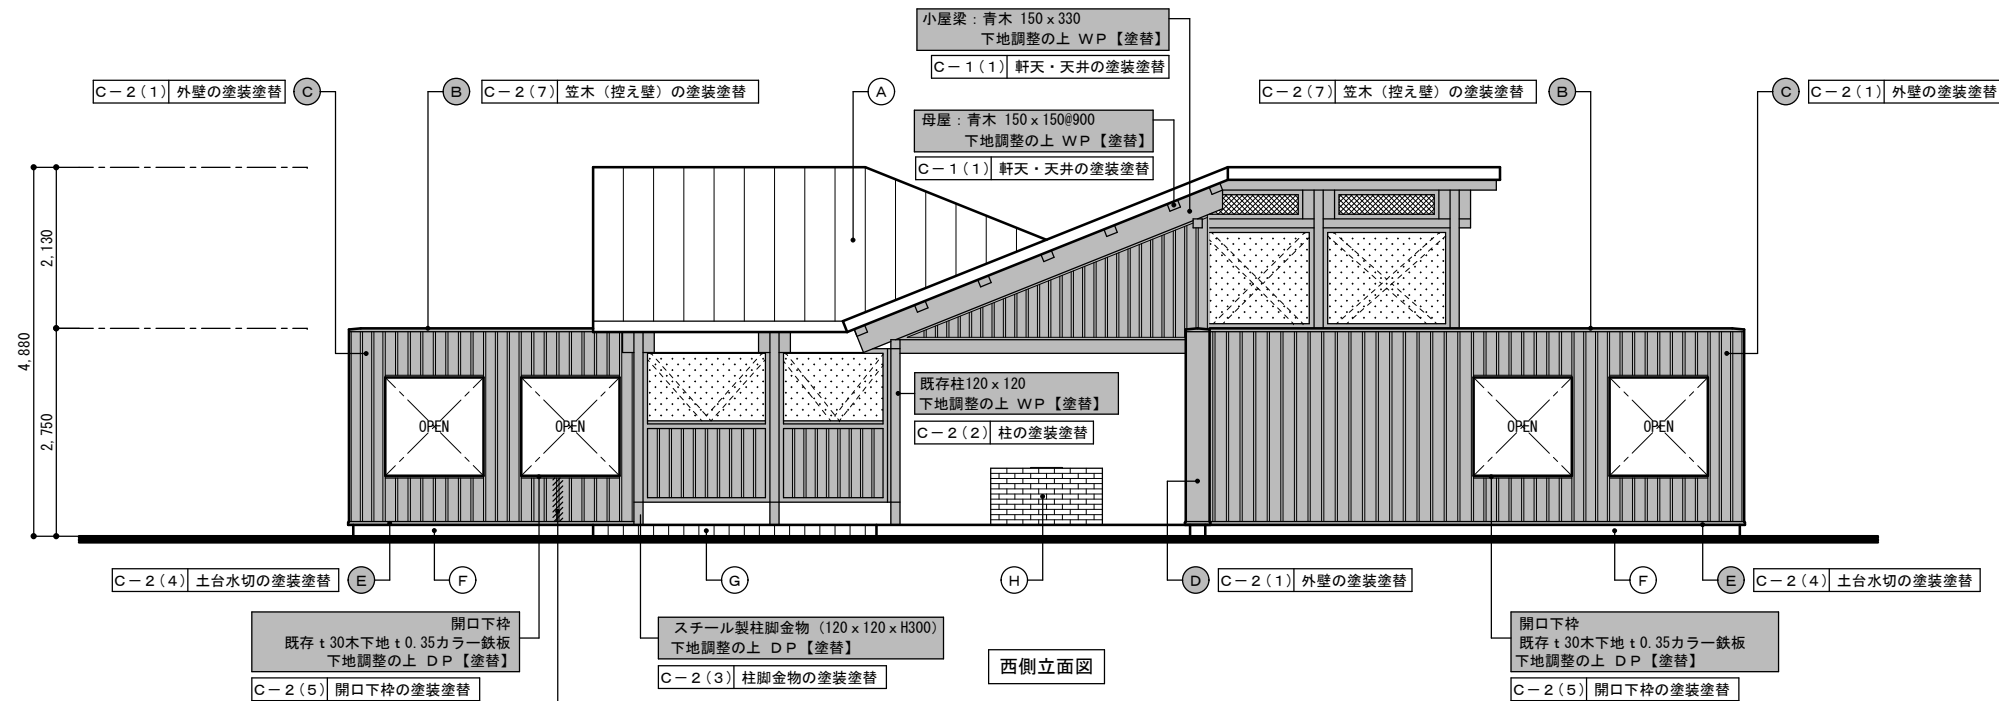 小屋梁：青木 150 x 330
下地調整の上 WP【塗替】
C－1(1) 軒天・天井の塗装塗替
C－2(1) 外壁の塗装塗替 C
B C－2(7) 笠木（控え壁）の塗装塗替
A
C－2(7) 笠木（控え壁）の塗装塗替 B
C C－2(1) 外壁の塗装塗替
母屋：青木 150 x 150@900
下地調整の上 WP【塗替】
C－1(1) 軒天・天井の塗装塗替
2,130
4,880
2,750
既存柱120 x 120
下地調整の上 WP【塗替】
C－2(2) 柱の塗装塗替
OPEN
OPEN
OPEN
OPEN
C－2(4) 土台水切の塗装塗替 E
F
G
H
D C－2(1) 外壁の塗装塗替
F
E C－2(4) 土台水切の塗装塗替
開口下枠
既存 t 30木下地 t 0.35カラー鉄板
下地調整の上 DP【塗替】
C－2(5) 開口下枠の塗装塗替
スチール製柱脚金物 (120 x 120 x H300)
下地調整の上 DP【塗替】
C－2(3) 柱脚金物の塗装塗替
西側立面図
開口下枠
既存 t 30木下地 t 0.35カラー鉄板
下地調整の上 DP【塗替】
C－2(5) 開口下枠の塗装塗替